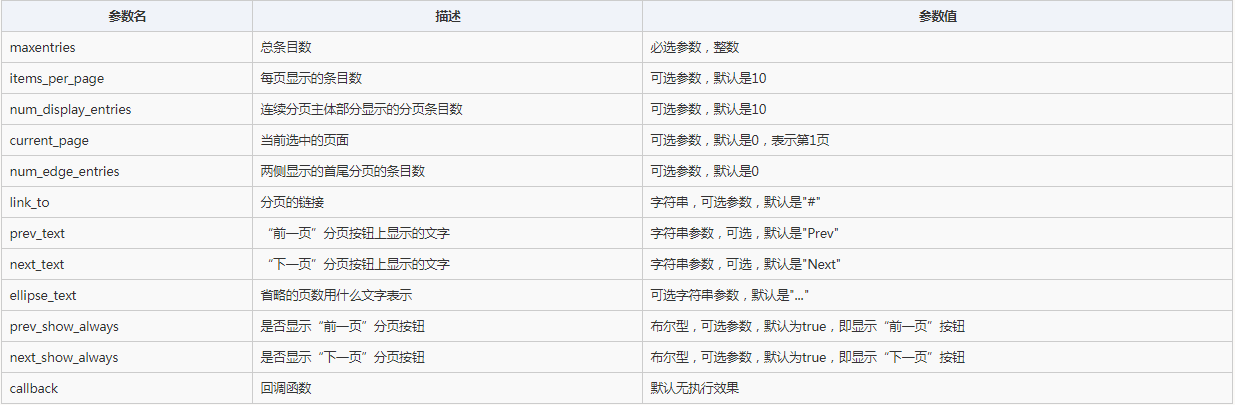 参数名 描述 参数值
maxentries 总条目数 必选参数，整数
items_per_page 每页显示的条目数 可选参数，默认是10
num_display_entries 连续分页主体部分显示的分页条目数 可选参数，默认是10
current_page 当前选中的页面 可选参数，默认是0，表示第1页
num_edge_entries 两侧显示的首尾分页的条目数 可选参数，默认是0
link_to 分页的链接 字符串，可选参数，默认是"#"
prev_text “前一页”分页按钮上显示的文字 字符串参数，可选，默认是"Prev"
next_text “下一页”分页按钮上显示的文字 字符串参数，可选，默认是"Next"
ellipse_text 省略的页数用什么文字表示 可选字符串参数，默认是"..."
prev_show_always 是否显示“前一页”分页按钮 布尔型，可选参数，默认为true，即显示“前一页”按钮
next_show_always 是否显示“下一页”分页按钮 布尔型，可选参数，默认为true，即显示“下一页”按钮
callback 回调函数 默认无执行效果